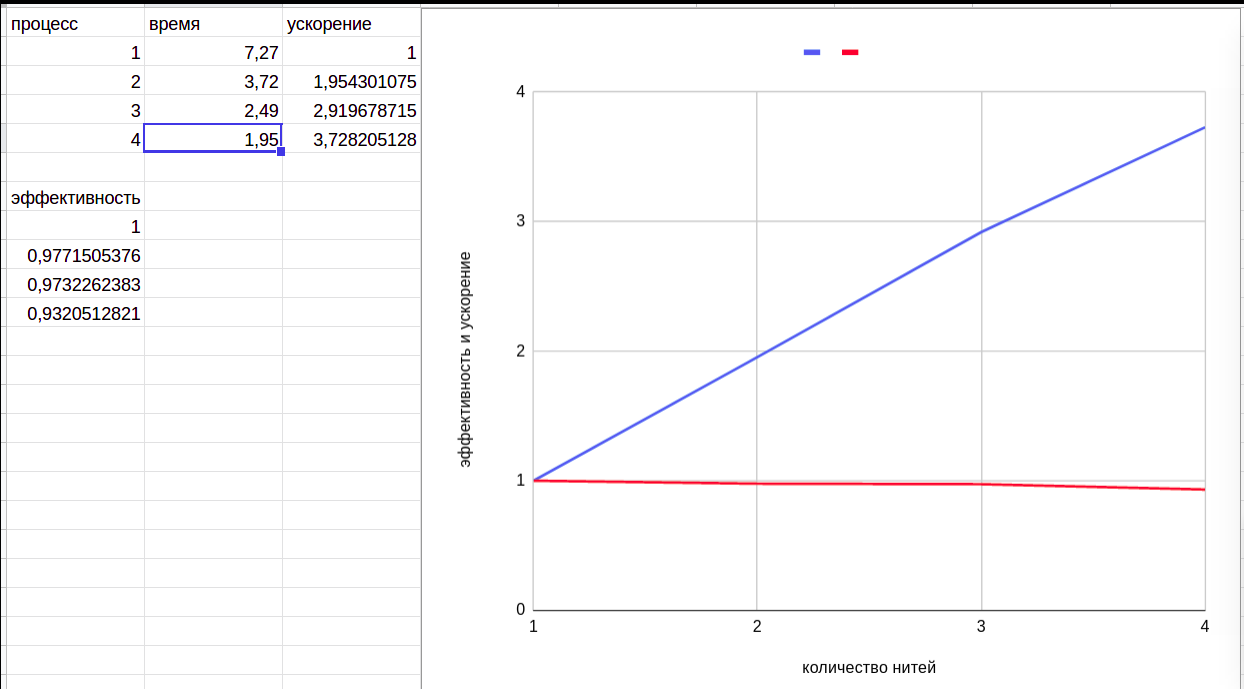 процесс время ускорение
1 7,27 1
2 3,72 1,954301075
3 2,49 2,919678715
4 1,95 3,728205128
эффективность
1
0,9771505376
0,9732262383
0,9320512821
4
3
2
1
0
эффективность и ускорение
1 2 3 4
количество нитей